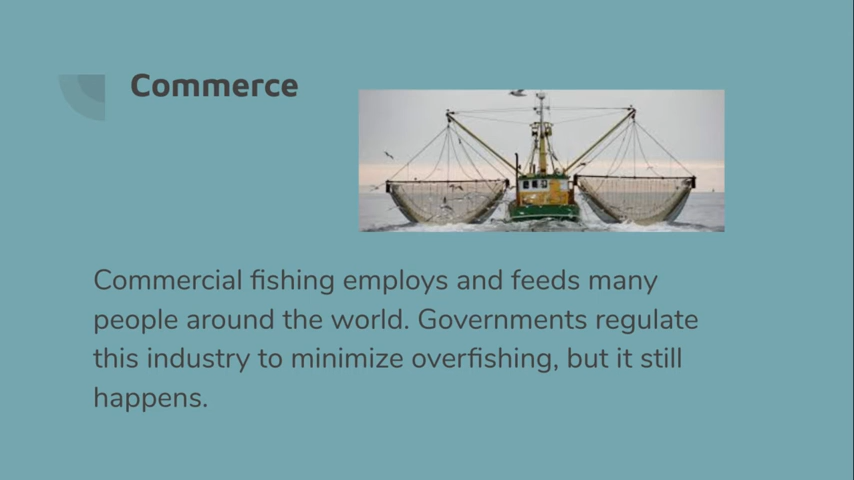 Commerce
Commercial fishing employs and feeds many
people around the world. Governments regulate
this industry to minimize overfishing, but it still
happens.